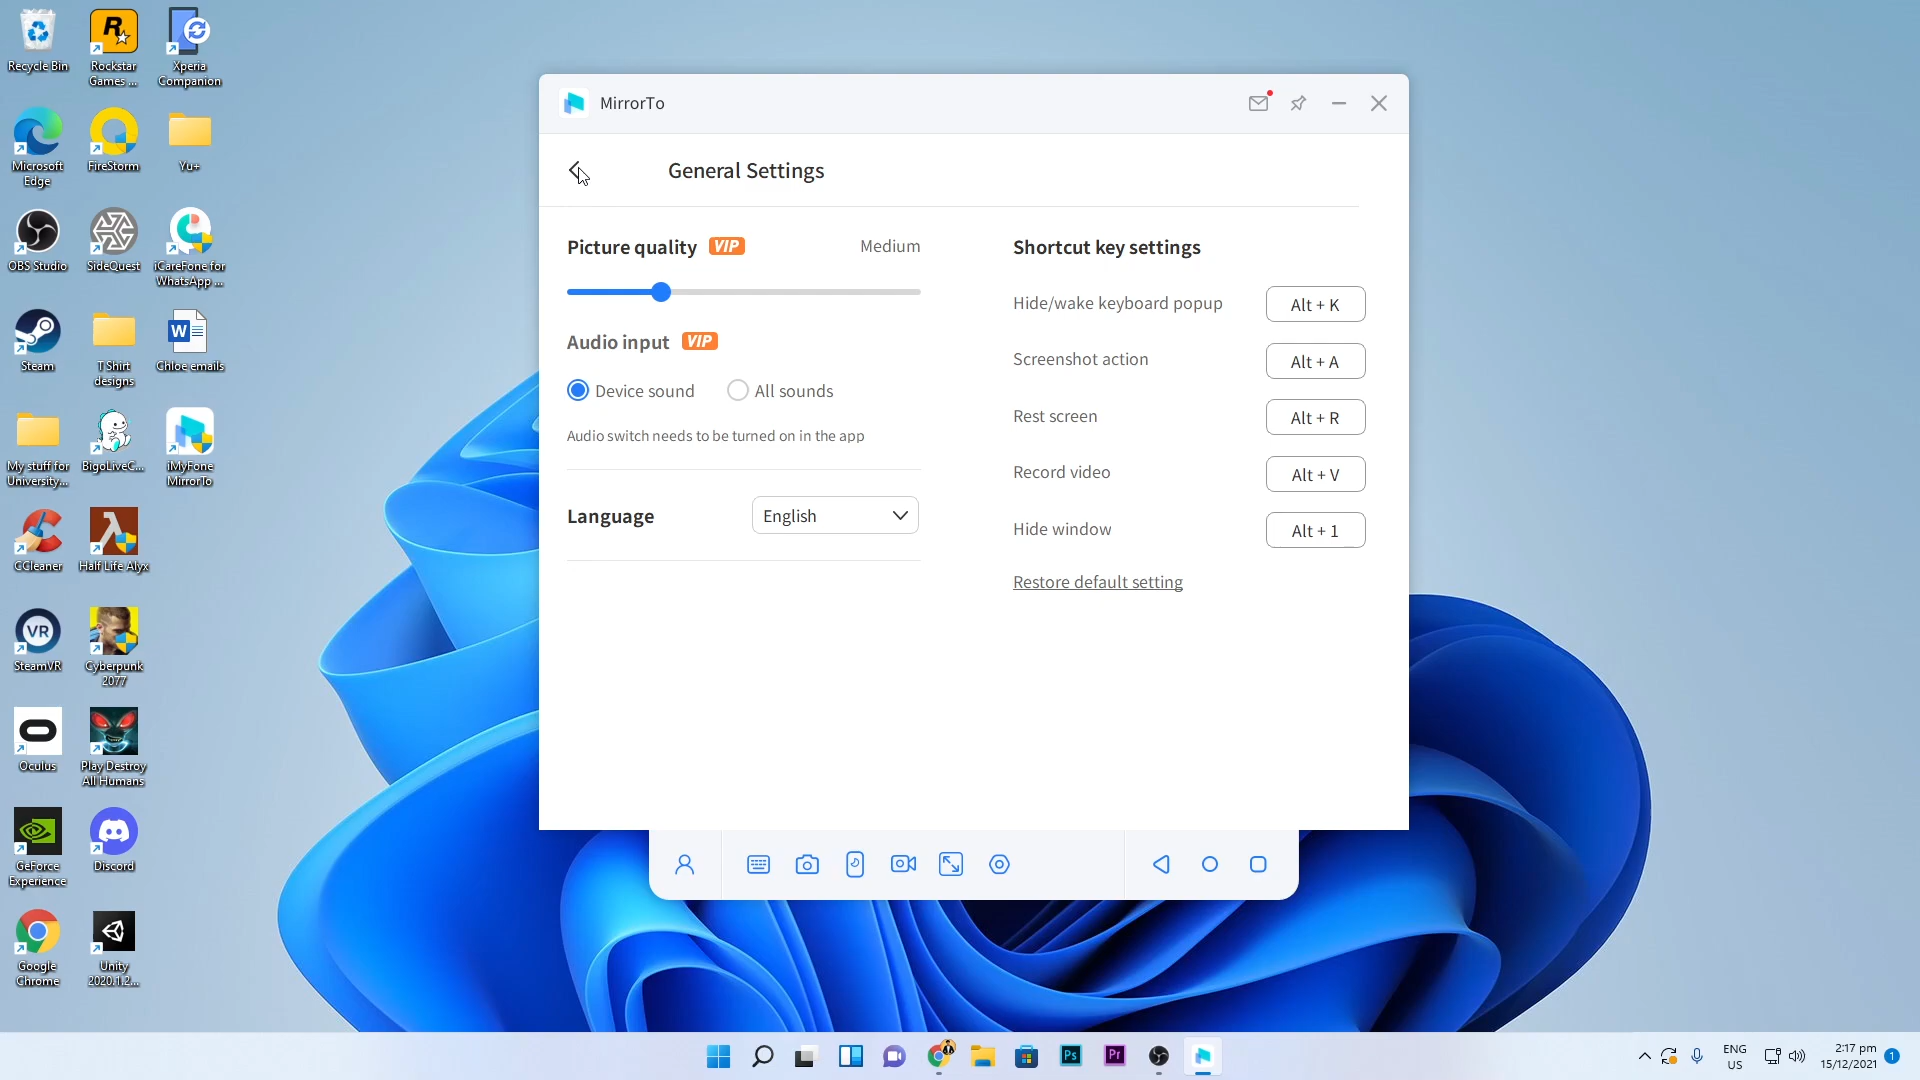 Recycle Bin
Rockstar
Games ...
Xperia
Companion
Microsoft
Edge
FireStorm
Yu+
OBS Studio
SideQuest
iCareFone for
WhatsApp ...
Steam
T Shirt
designs
W
Chloe emails
My stuff for
University...
BigoLiveC...
iMyFone
MirrorTo
CCleaner
Half Life Alyx
VR
SteamVR
Cyberpunk
2077
Oculus
Play Destroy
All Humans
GeForce
Experience
Discord
Google
Chrome
Unity
2020.1.2...
MirrorTo
General Settings
Picture quality VIP Medium
Audio input VIP
Device sound All sounds
Audio switch needs to be turned on in the app
Language English
Shortcut key settings
Hide/wake keyboard popup Alt + K
Screenshot action Alt + A
Rest screen Alt + R
Record video Alt + V
Hide window Alt + 1
Restore default setting
Ps
Pr
ENG
US
2:17 pm
15/12/2021
1